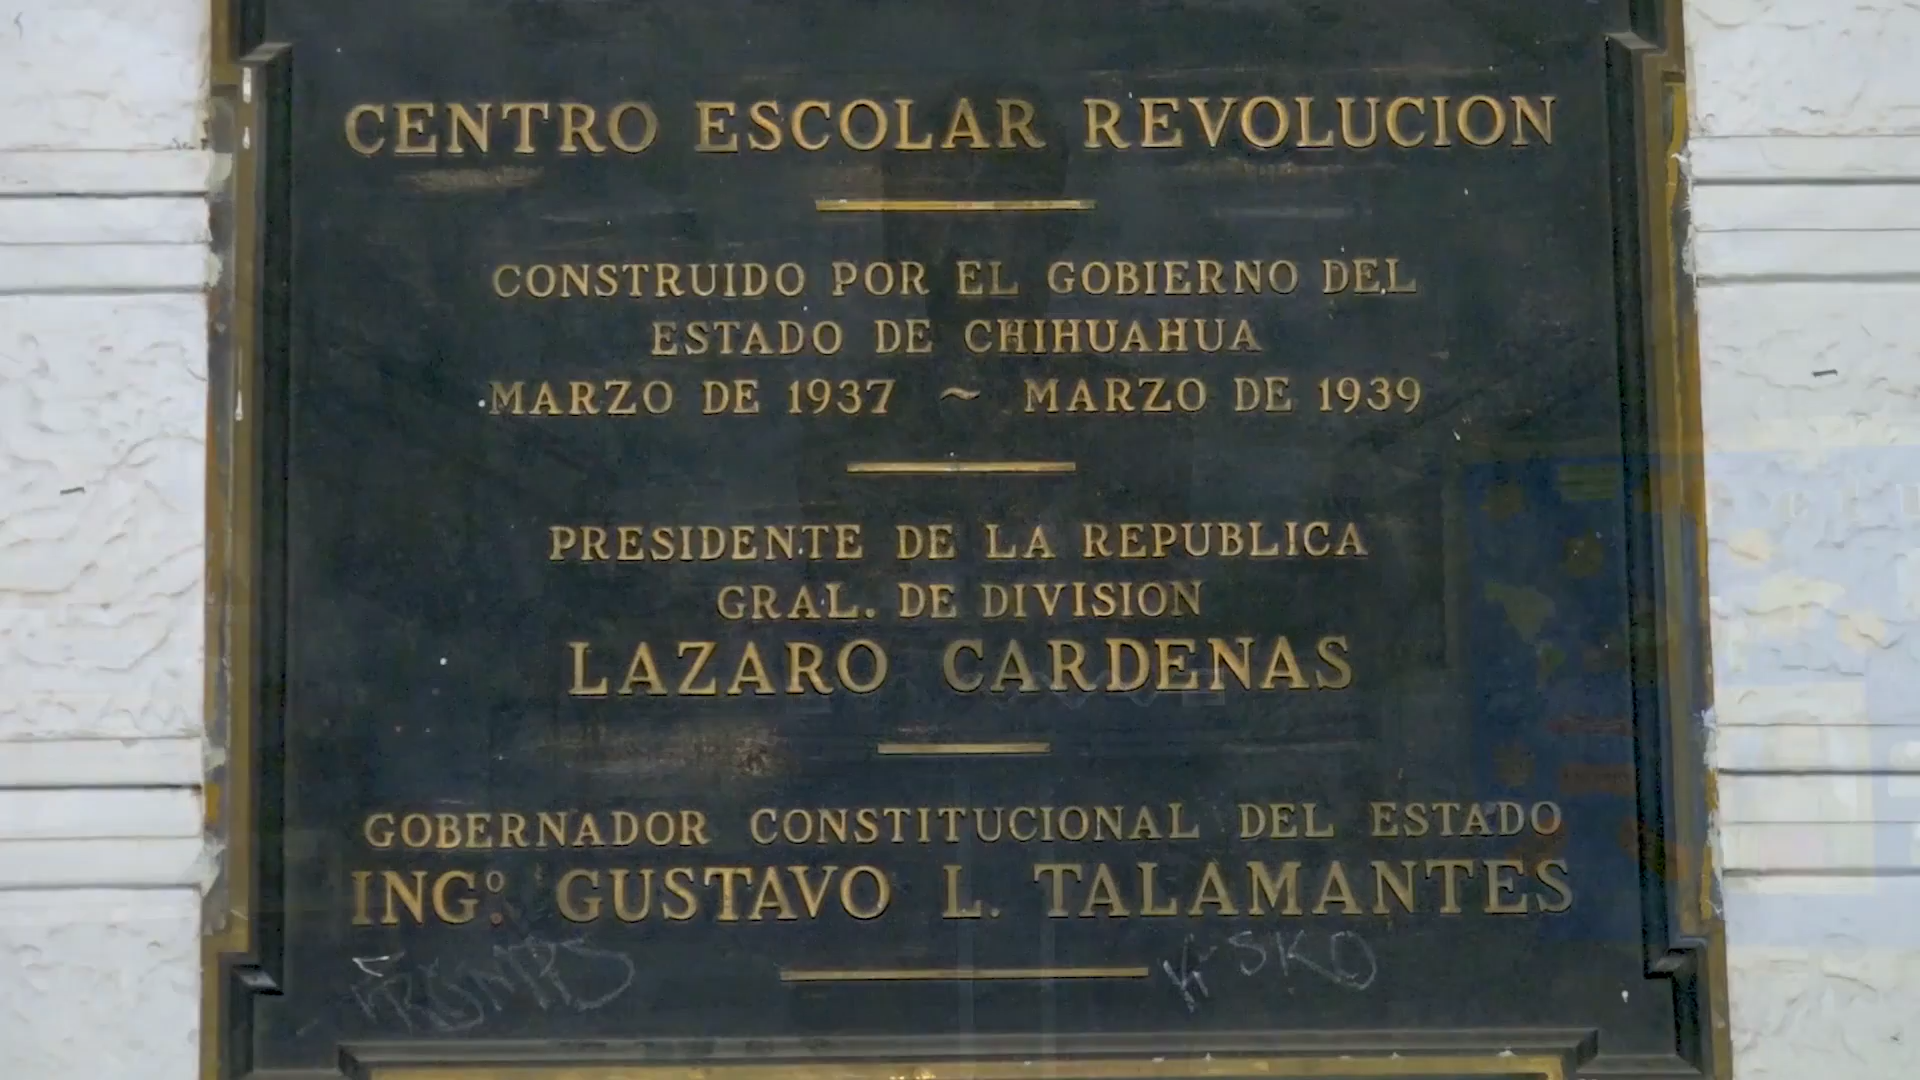 CENTRO ESCOLAR REVOLUCION
CONSTRUIDO POR EL GOBIERNO DEL
ESTADO DE CHIHUAHUA
MARZO DE 1937 ~ MARZO DE 1939
PRESIDENTE DE LA REPUBLICA
GRAL. DE DIVISION
LAZARO CARDENAS
GOBERNADOR CONSTITUCIONAL DEL ESTADO
INGº. GUSTAVO L. TALAMANTES